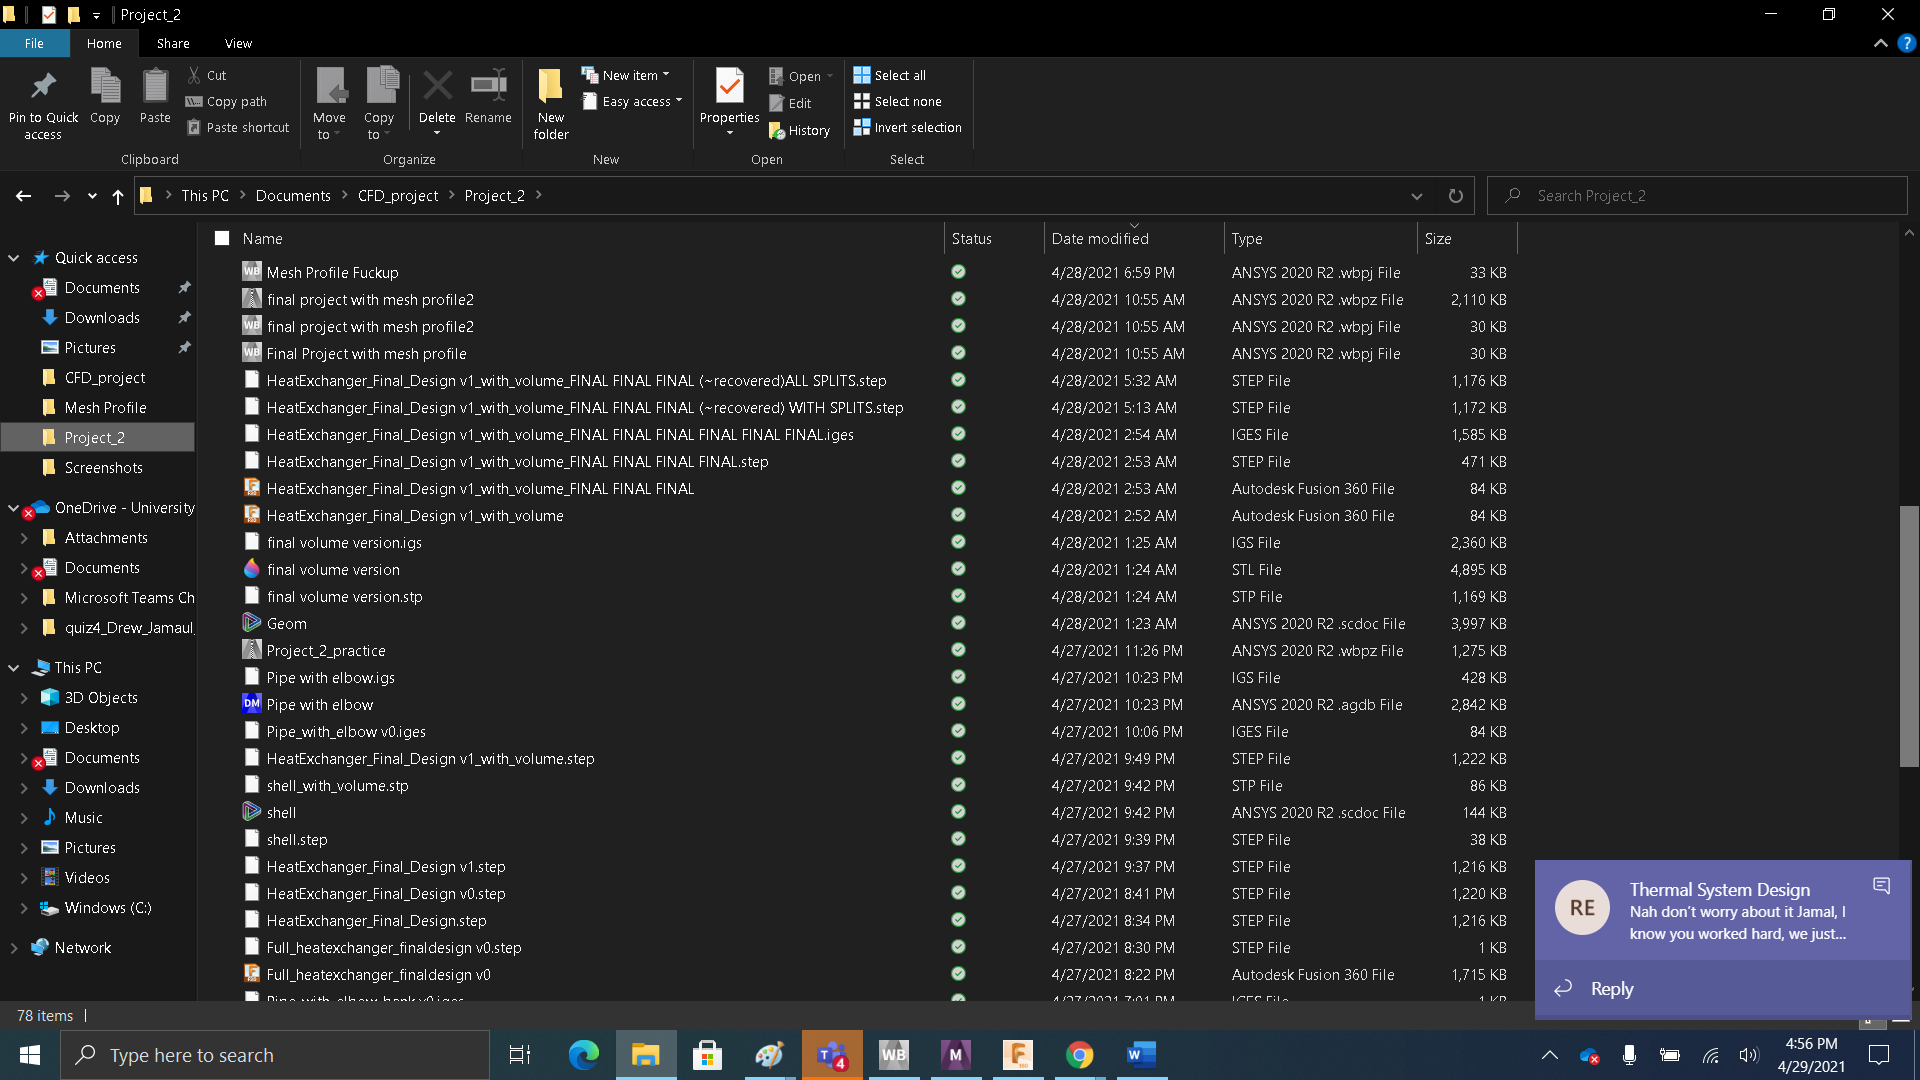 Project_2
File Home Share View
Pin to Quick access
Copy
Paste
Cut
Copy path
Paste shortcut
Clipboard
Move to
Copy to
Delete
Rename
Organize
New folder
New item
Easy access
New
Properties
Open
Edit
History
Open
Select all
Select none
Invert selection
Select
This PC > Documents > CFD_project > Project_2 >
Search Project_2
Quick access
Documents
Downloads
Pictures
CFD_project
Mesh Profile
Project_2
Screenshots
OneDrive - University
Attachments
Documents
Microsoft Teams Ch
quiz4_Drew_Jamaul_
This PC
3D Objects
Desktop
Documents
Downloads
Music
Pictures
Videos
Windows (C:)
Network
Name Status Date modified Type Size
WB Mesh Profile Fuckup 4/28/2021 6:59 PM ANSYS 2020 R2 .wbpj File 33 KB
final project with mesh profile2 4/28/2021 10:55 AM ANSYS 2020 R2 .wbpz File 2,110 KB
WB final project with mesh profile2 4/28/2021 10:55 AM ANSYS 2020 R2 .wbpj File 30 KB
WB Final Project with mesh profile 4/28/2021 10:55 AM ANSYS 2020 R2 .wbpj File 30 KB
HeatExchanger_Final_Design v1_with_volume_FINAL FINAL FINAL (~recovered)ALL SPLITS.step 4/28/2021 5:32 AM STEP File 1,176 KB
HeatExchanger_Final_Design v1_with_volume_FINAL FINAL FINAL (~recovered) WITH SPLITS.step 4/28/2021 5:13 AM STEP File 1,172 KB
HeatExchanger_Final_Design v1_with_volume_FINAL FINAL FINAL FINAL FINAL FINAL.iges 4/28/2021 2:54 AM IGES File 1,585 KB
HeatExchanger_Final_Design v1_with_volume_FINAL FINAL FINAL FINAL.step 4/28/2021 2:53 AM STEP File 471 KB
HeatExchanger_Final_Design v1_with_volume_FINAL FINAL FINAL 4/28/2021 2:53 AM Autodesk Fusion 360 File 84 KB
HeatExchanger_Final_Design v1_with_volume 4/28/2021 2:52 AM Autodesk Fusion 360 File 84 KB
final volume version.igs 4/28/2021 1:25 AM IGS File 2,360 KB
final volume version 4/28/2021 1:24 AM STL File 4,895 KB
final volume version.stp 4/28/2021 1:24 AM STP File 1,169 KB
Geom 4/28/2021 1:23 AM ANSYS 2020 R2 .scdoc File 3,997 KB
Project_2_practice 4/27/2021 11:26 PM ANSYS 2020 R2 .wbpz File 1,275 KB
Pipe with elbow.igs 4/27/2021 10:23 PM IGS File 428 KB
DM Pipe with elbow 4/27/2021 10:23 PM ANSYS 2020 R2 .agdb File 2,842 KB
Pipe_with_elbow v0.iges 4/27/2021 10:06 PM IGES File 84 KB
HeatExchanger_Final_Design v1_with_volume.step 4/27/2021 9:49 PM STEP File 1,222 KB
shell_with_volume.stp 4/27/2021 9:42 PM STP File 86 KB
shell 4/27/2021 9:42 PM ANSYS 2020 R2 .scdoc File 144 KB
shell.step 4/27/2021 9:39 PM STEP File 38 KB
HeatExchanger_Final_Design v1.step 4/27/2021 9:37 PM STEP File 1,216 KB
HeatExchanger_Final_Design v0.step 4/27/2021 8:41 PM STEP File 1,220 KB
HeatExchanger_Final_Design.step 4/27/2021 8:34 PM STEP File 1,216 KB
Full_heatexchanger_finaldesign v0.step 4/27/2021 8:30 PM STEP File 1 KB
Full_heatexchanger_finaldesign v0 4/27/2021 8:22 PM Autodesk Fusion 360 File 1,715 KB
Pipe_with_elbow_bank v0.iges 4/27/2021 7:01 PM IGES File 1 KB
RE
Thermal System Design
Nah don't worry about it Jamal, I
know you worked hard, we just...
Reply
78 items
Type here to search
4
WB
M
F
W
4:56 PM
4/29/2021